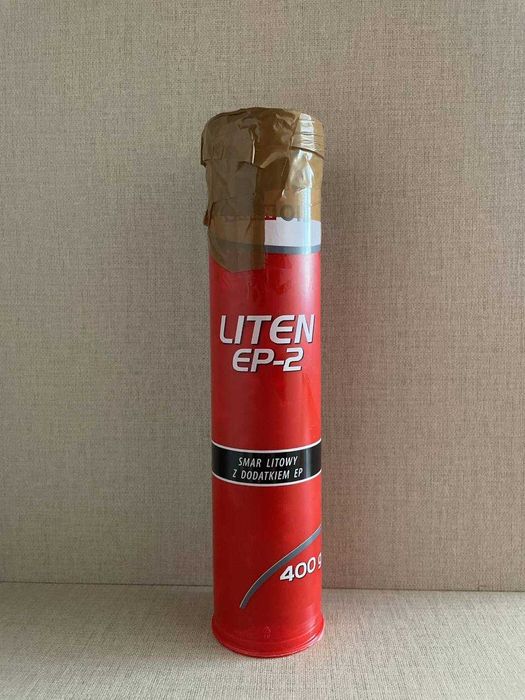 LITEN
EP-2
SMAR LITOWY
Z DODATKIEM EP
400 g